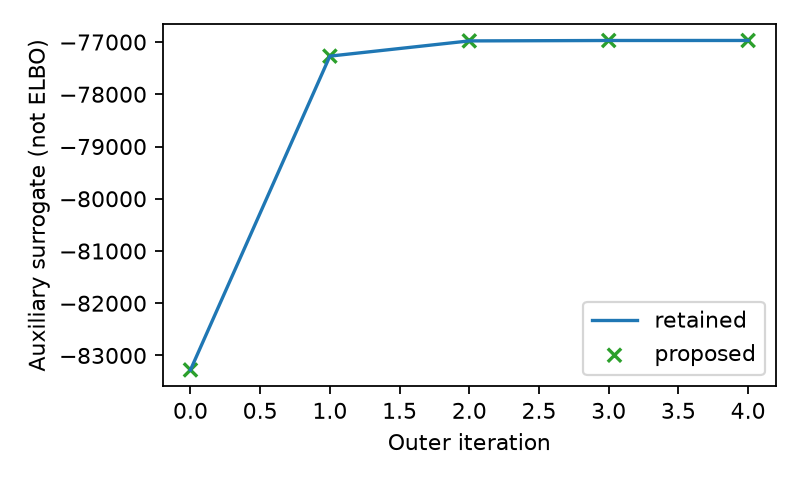 Auxiliary surrogate (not ELBO)
−77000
−78000
−79000
−80000
−81000
−82000
−83000
retained
proposed
0.0 0.5 1.0 1.5 2.0 2.5 3.0 3.5 4.0
Outer iteration